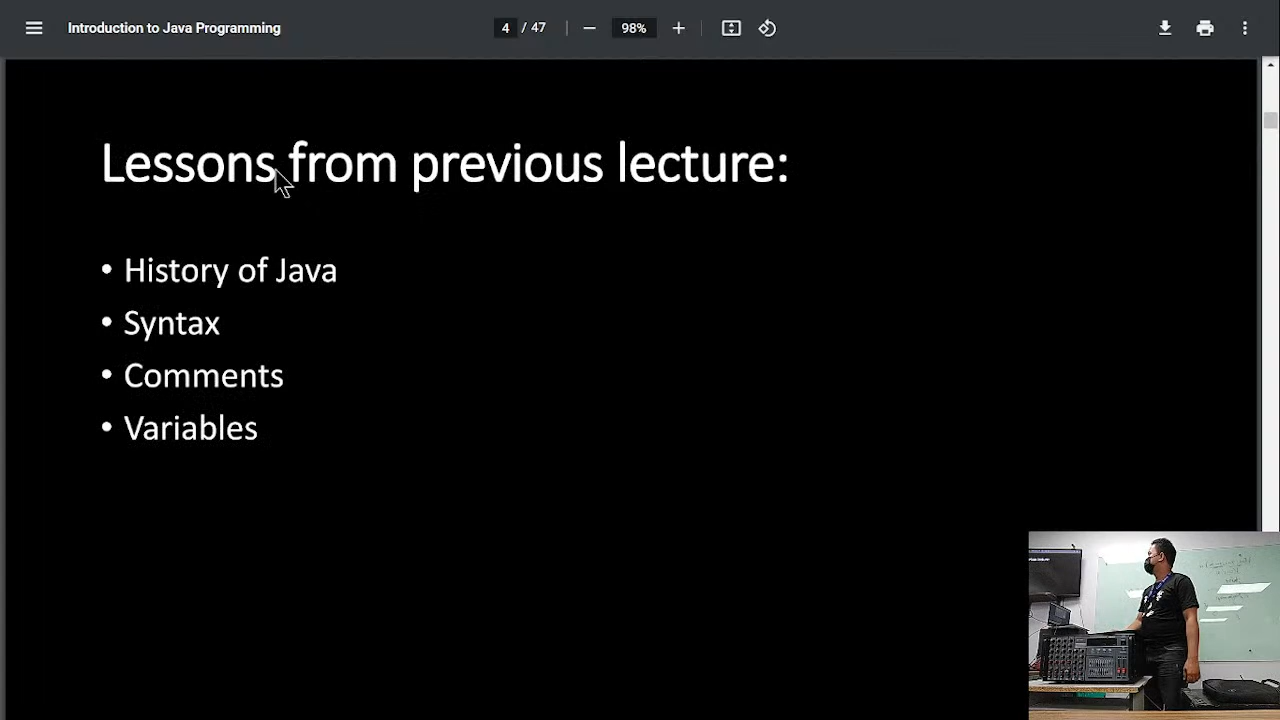 Introduction to Java Programming
4 / 47
98%
Lessons from previous lecture:
• History of Java
• Syntax
• Comments
• Variables